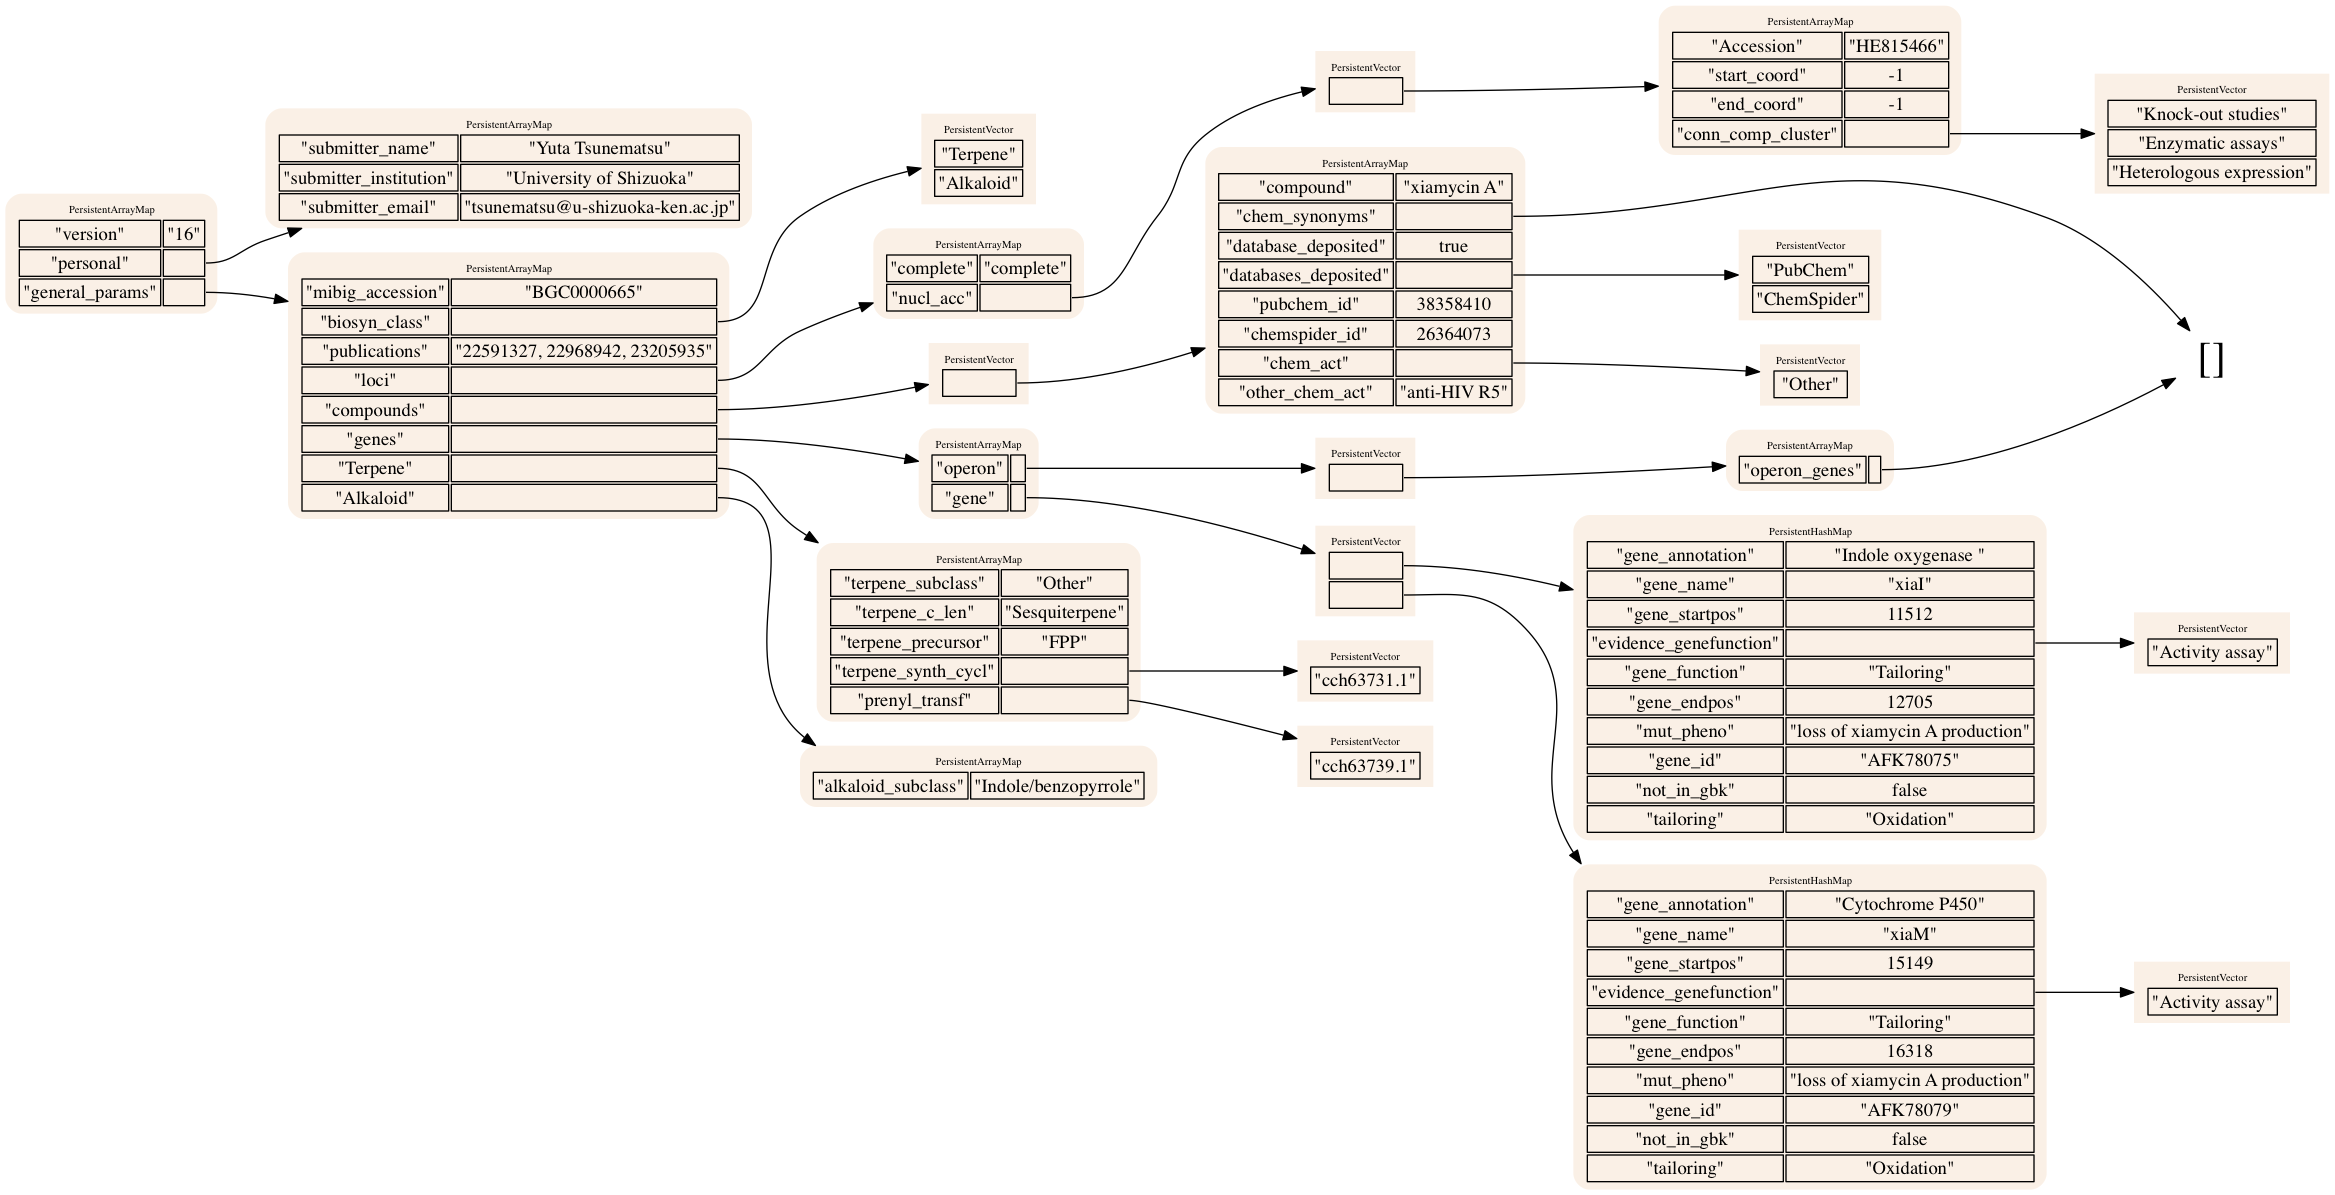 PersistentArrayMap
"version" "16"
"personal"
"general_params"
PersistentArrayMap
"submitter_name" "Yuta Tsunematsu"
"submitter_institution" "University of Shizuoka"
"submitter_email" "tsunematsu@u-shizuoka-ken.ac.jp"
PersistentArrayMap
"mibig_accession" "BGC0000665"
"biosyn_class"
"publications" "22591327, 22968942, 23205935"
"loci"
"compounds"
"genes"
"Terpene"
"Alkaloid"
PersistentVector
"Terpene"
"Alkaloid"
PersistentArrayMap
"complete" "complete"
"nucl_acc"
PersistentVector
PersistentArrayMap
"operon"
"gene"
PersistentArrayMap
"terpene_subclass" "Other"
"terpene_c_len" "Sesquiterpene"
"terpene_precursor" "FPP"
"terpene_synth_cycl"
"prenyl_transf"
PersistentArrayMap
"alkaloid_subclass" "Indole/benzopyrrole"
PersistentVector
PersistentArrayMap
"compound" "xiamycin A"
"chem_synonyms"
"database_deposited" true
"databases_deposited"
"pubchem_id" 38358410
"chemspider_id" 26364073
"chem_act"
"other_chem_act" "anti-HIV R5"
PersistentVector
PersistentVector
PersistentVector
"cch63731.1"
PersistentVector
"cch63739.1"
PersistentArrayMap
"Accession" "HE815466"
"start_coord" -1
"end_coord" -1
"conn_comp_cluster"
PersistentVector
"PubChem"
"ChemSpider"
PersistentVector
"Other"
PersistentArrayMap
"operon_genes"
PersistentHashMap
"gene_annotation" "Indole oxygenase "
"gene_name" "xiaI"
"gene_startpos" 11512
"evidence_genefunction"
"gene_function" "Tailoring"
"gene_endpos" 12705
"mut_pheno" "loss of xiamycin A production"
"gene_id" "AFK78075"
"not_in_gbk" false
"tailoring" "Oxidation"
PersistentHashMap
"gene_annotation" "Cytochrome P450"
"gene_name" "xiaM"
"gene_startpos" 15149
"evidence_genefunction"
"gene_function" "Tailoring"
"gene_endpos" 16318
"mut_pheno" "loss of xiamycin A production"
"gene_id" "AFK78079"
"not_in_gbk" false
"tailoring" "Oxidation"
PersistentVector
"Knock-out studies"
"Enzymatic assays"
"Heterologous expression"
[]
PersistentVector
"Activity assay"
PersistentVector
"Activity assay"